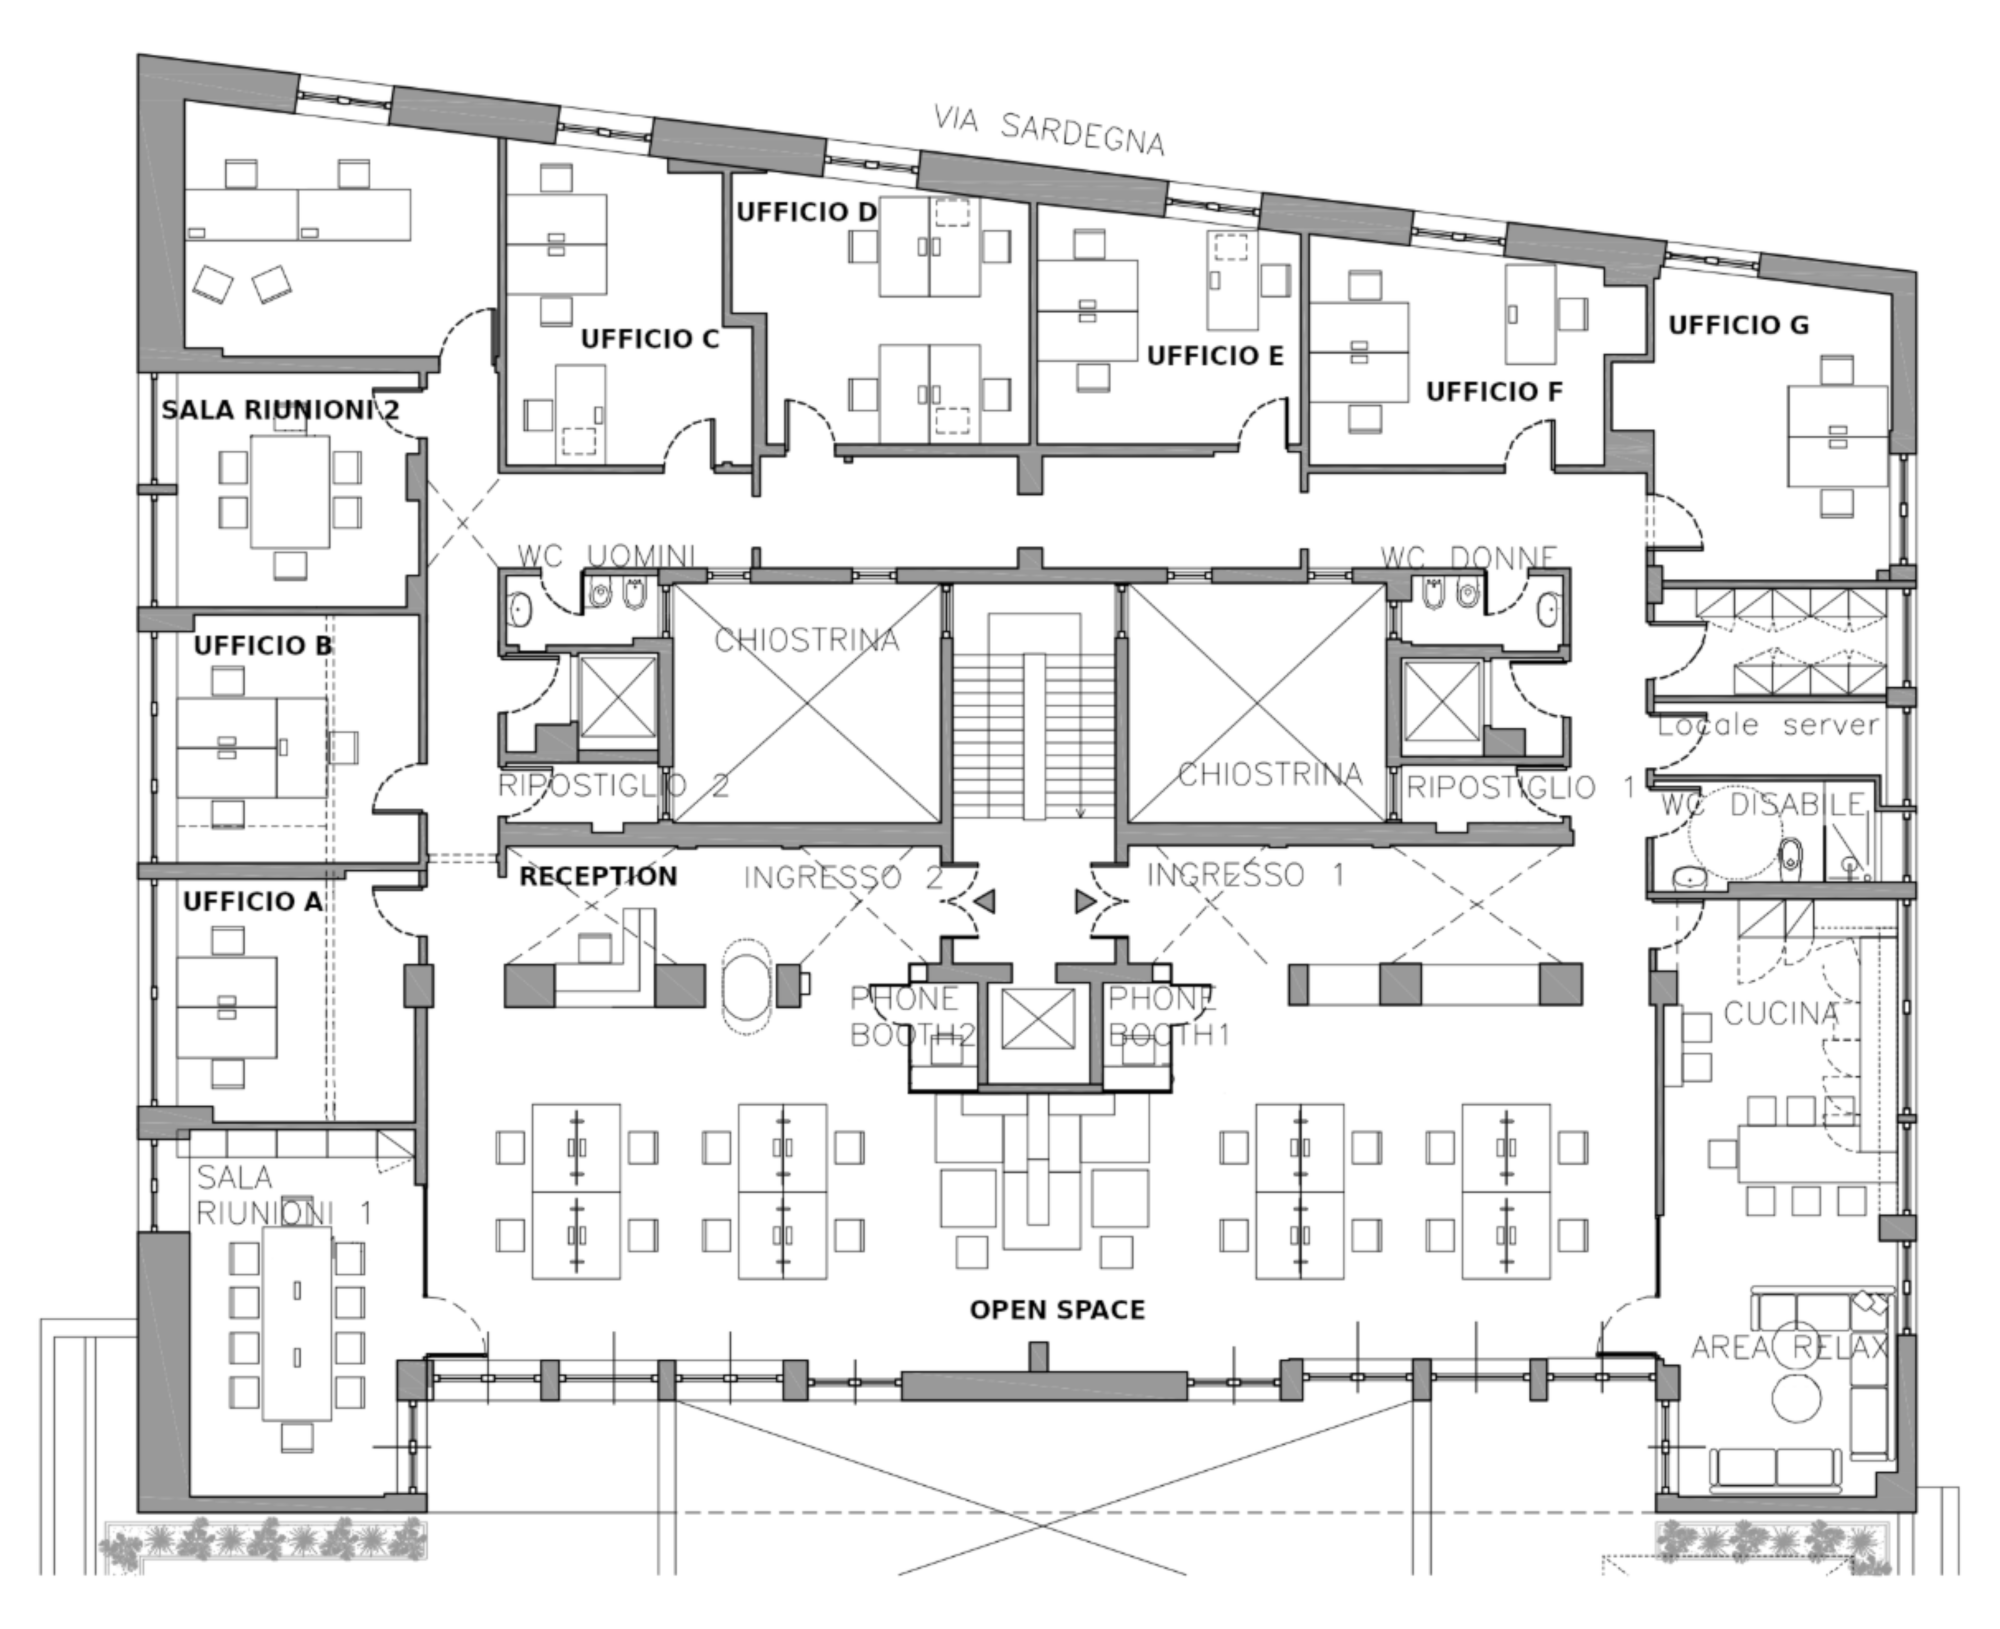 VIA SARDEGNA
UFFICIO D
UFFICIO C
UFFICIO E
UFFICIO F
UFFICIO G
SALA RIUNIONI 2
WC UOMINI
WC DONNE
CHIOSTRINA
UFFICIO B
Locale server
CHIOSTRINA
RIPOSTIGLIO 2
RIPOSTIGLIO 1
WC DISABILE
RECEPTION
INGRESSO 2
INGRESSO 1
UFFICIO A
PHONE
BOOTH2
PHONE
BOOTH1
CUCINA
SALA
RIUNIONI 1
OPEN SPACE
AREA RELAX